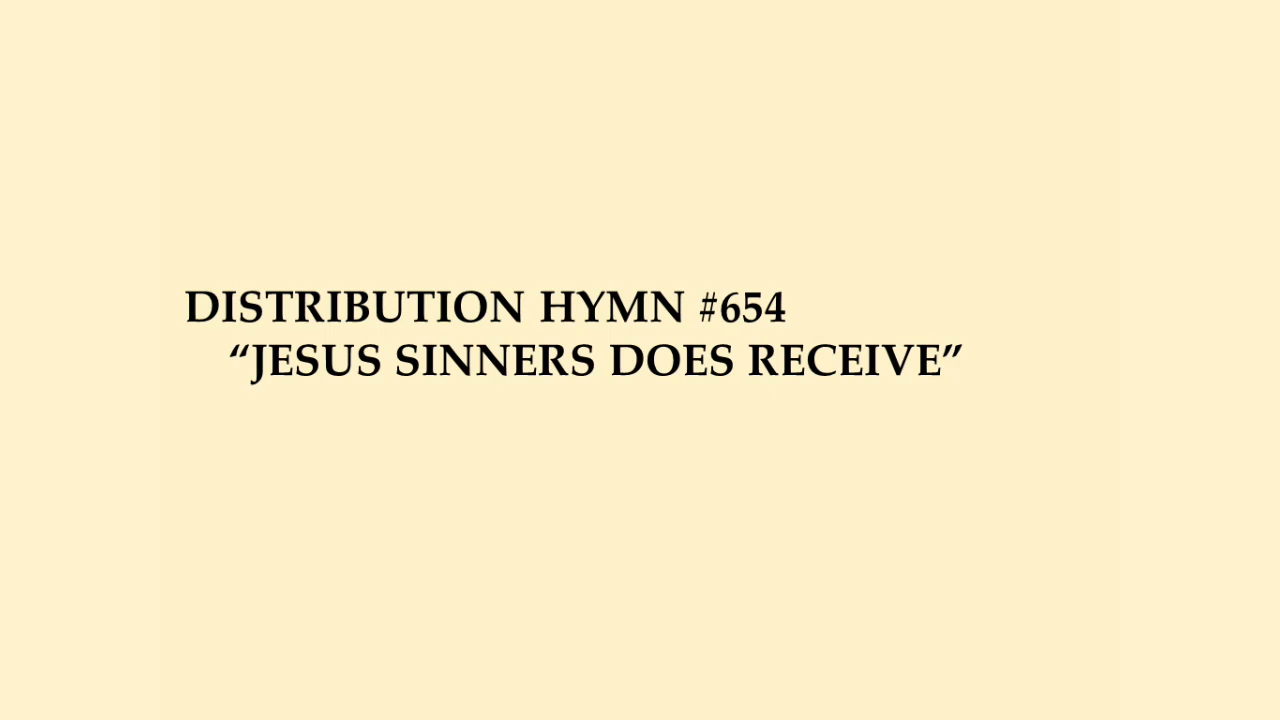 DISTRIBUTION HYMN #654
“JESUS SINNERS DOES RECEIVE”